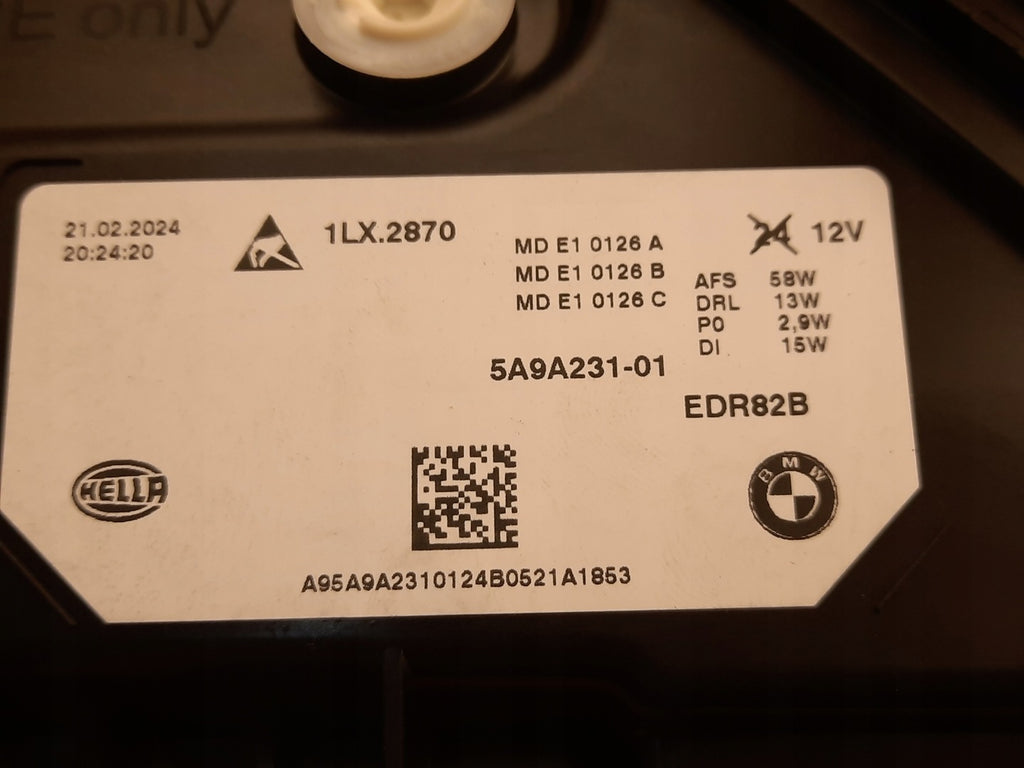 E only
21.02.2024
20:24:20
1LX.2870
MD E1 0126 A
MD E1 0126 B
MD E1 0126 C
24 12V
AFS 58W
DRL 13W
PO 2,9W
DI 15W
5A9A231-01
EDR82B
HELLA
BMW
A95A9A2310124B0521A1853